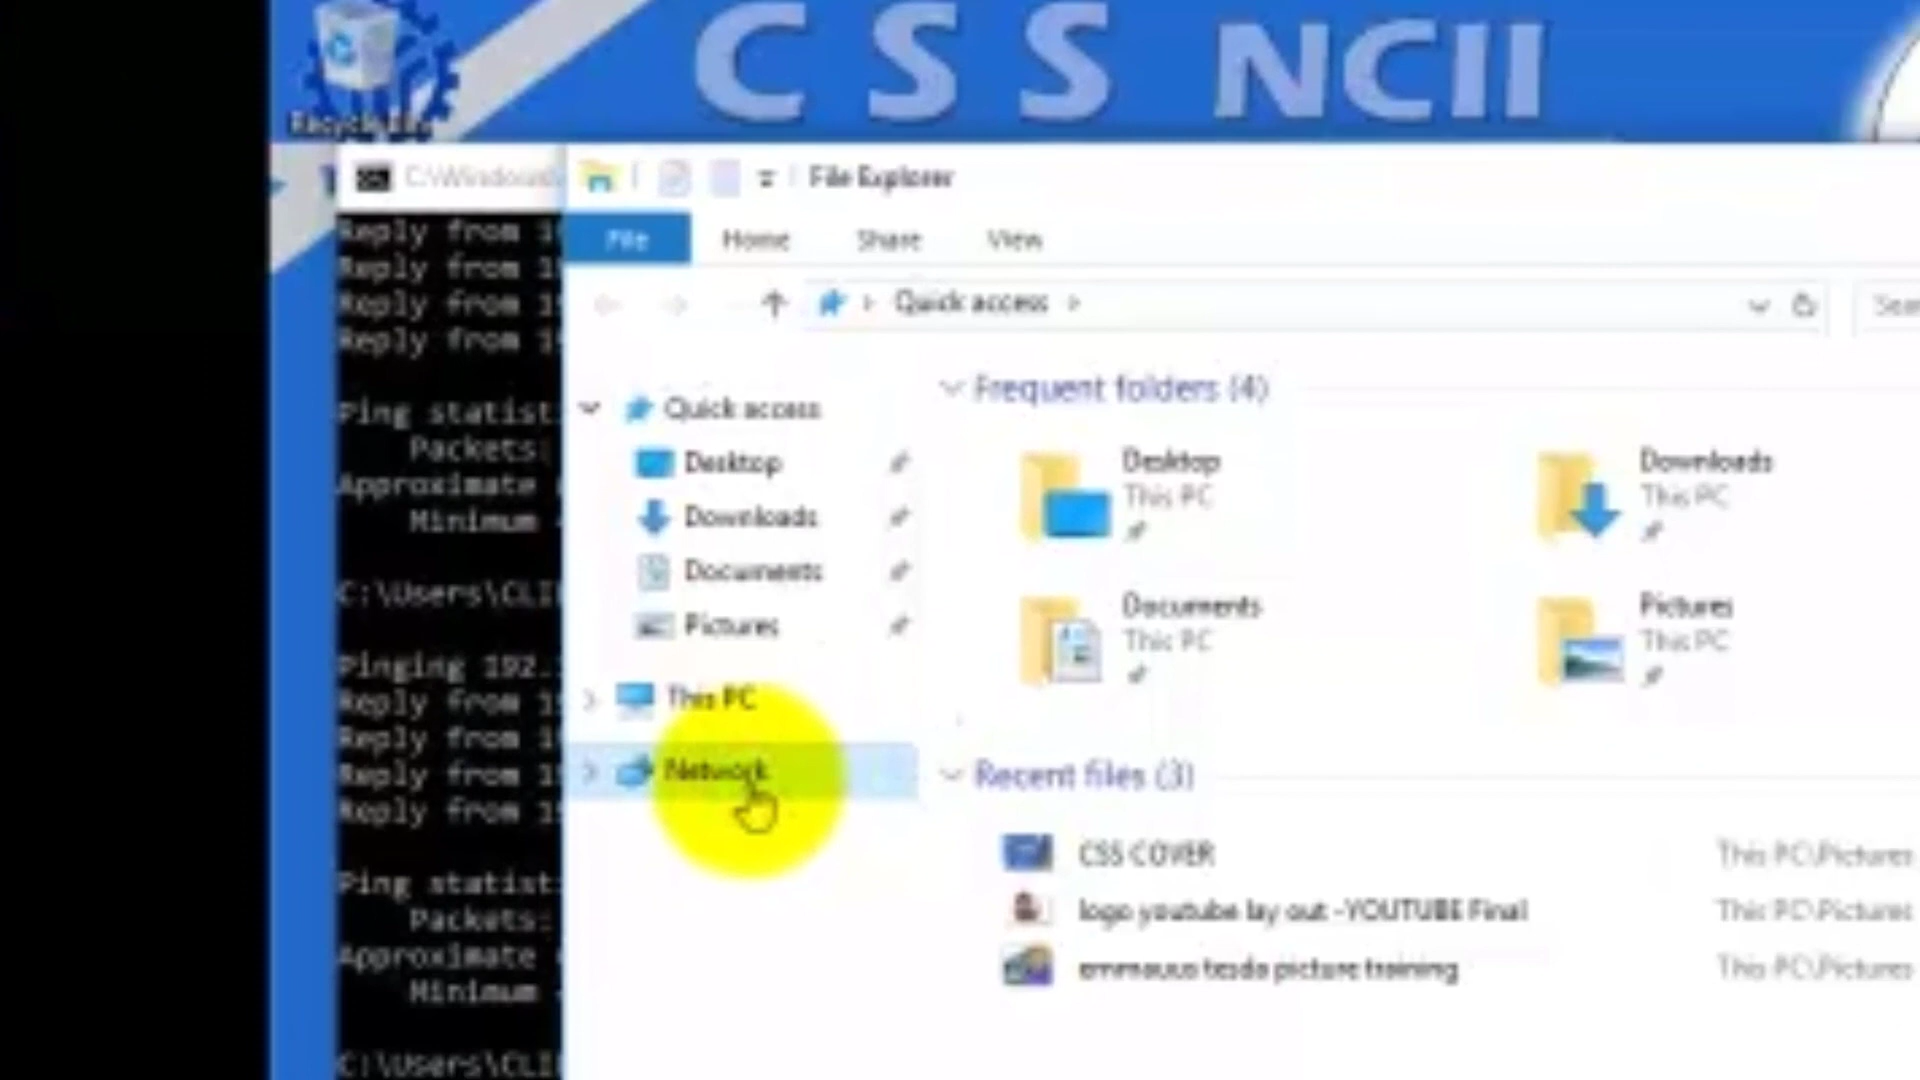 CSS NCII
Recycle Bin
C:\Windows\
File Explorer
File Home Share View
Quick access
Reply from
Reply from
Reply from
Reply from
Ping
Packets:
Approximate
Minimum
C:\Users\
Pinging 192.
Reply from
Reply from
Reply from
Reply from
Ping
Packets:
Approximate
Minimum
C:\Users\
Quick access
Desktop
Downloads
Documents
Pictures
This PC
Network
Frequent folders (4)
Desktop
This PC
Downloads
This PC
Documents
This PC
Pictures
This PC
Recent files (3)
CSS COVER This PC\Pictures
logo youtube lay out -YOUTUBE Final This PC\Pictures
emmauus tesda picture training This PC\Pictures